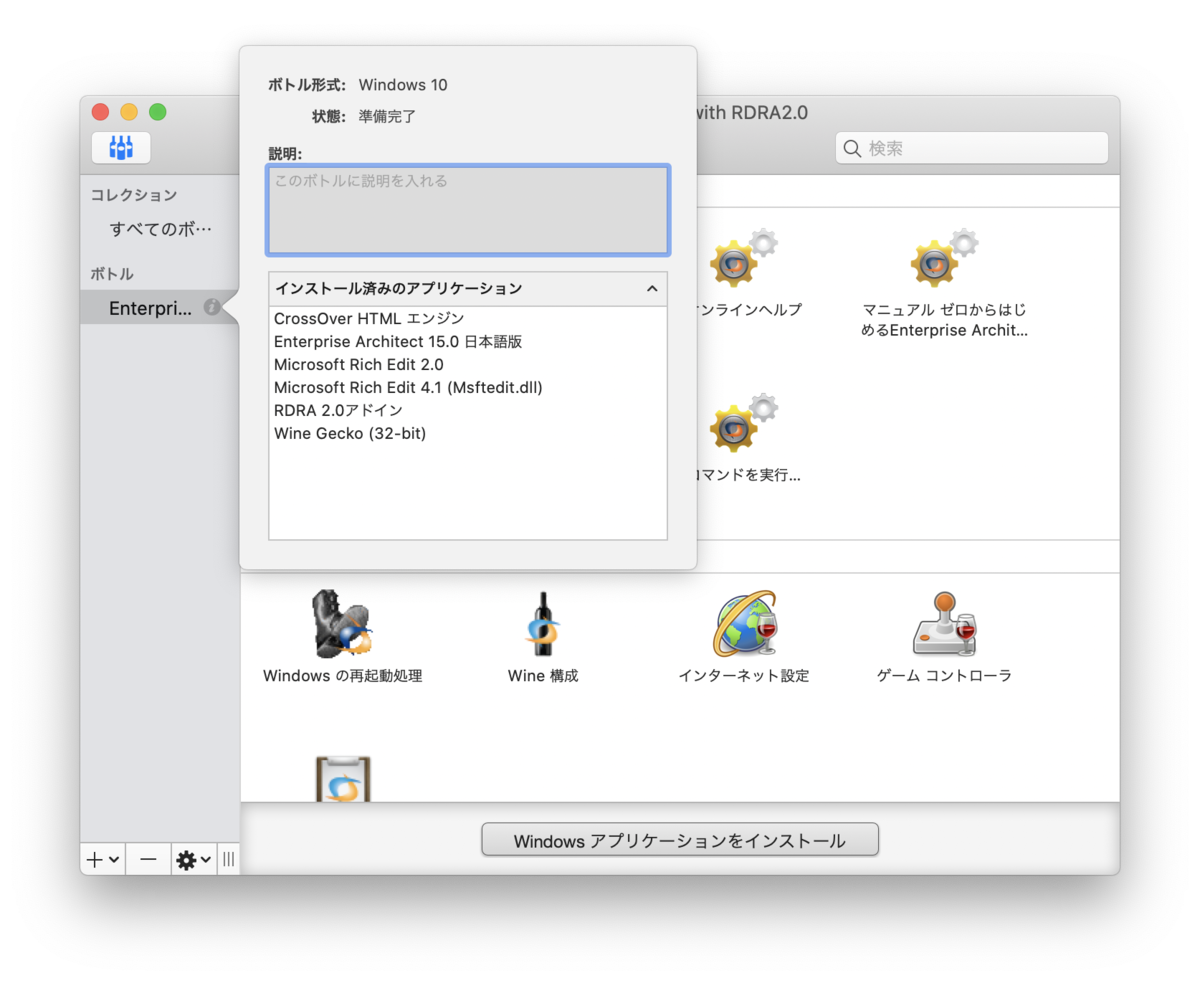 ボトル形式: Windows 10
状態: 準備完了
説明:
このボトルに説明を入れる
インストール済みのアプリケーション
CrossOver HTML エンジン
Enterprise Architect 15.0 日本語版
Microsoft Rich Edit 2.0
Microsoft Rich Edit 4.1 (Msftedit.dll)
RDRA 2.0アドイン
Wine Gecko (32-bit)
with RDRA2.0
検索
コレクション
すべてのボ…
ボトル
Enterpri...
ンラインヘルプ
マニュアル ゼロからはじ
めるEnterprise Archit...
マンドを実行...
Windows の再起動処理
Wine 構成
インターネット設定
ゲーム コントローラ
Windows アプリケーションをインストール